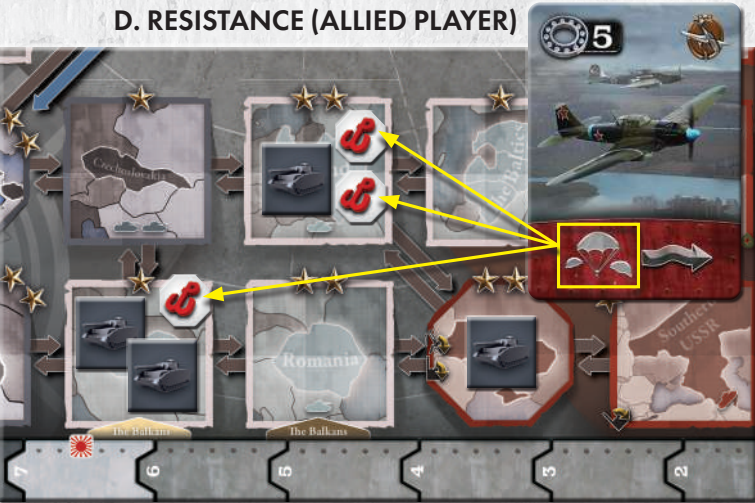 D. RESISTANCE (ALLIED PLAYER)
5
Czechoslovakia
The Baltics
Romania
Southern
USSR
The Balkans
The Balkans
7
6
5
4
3
2